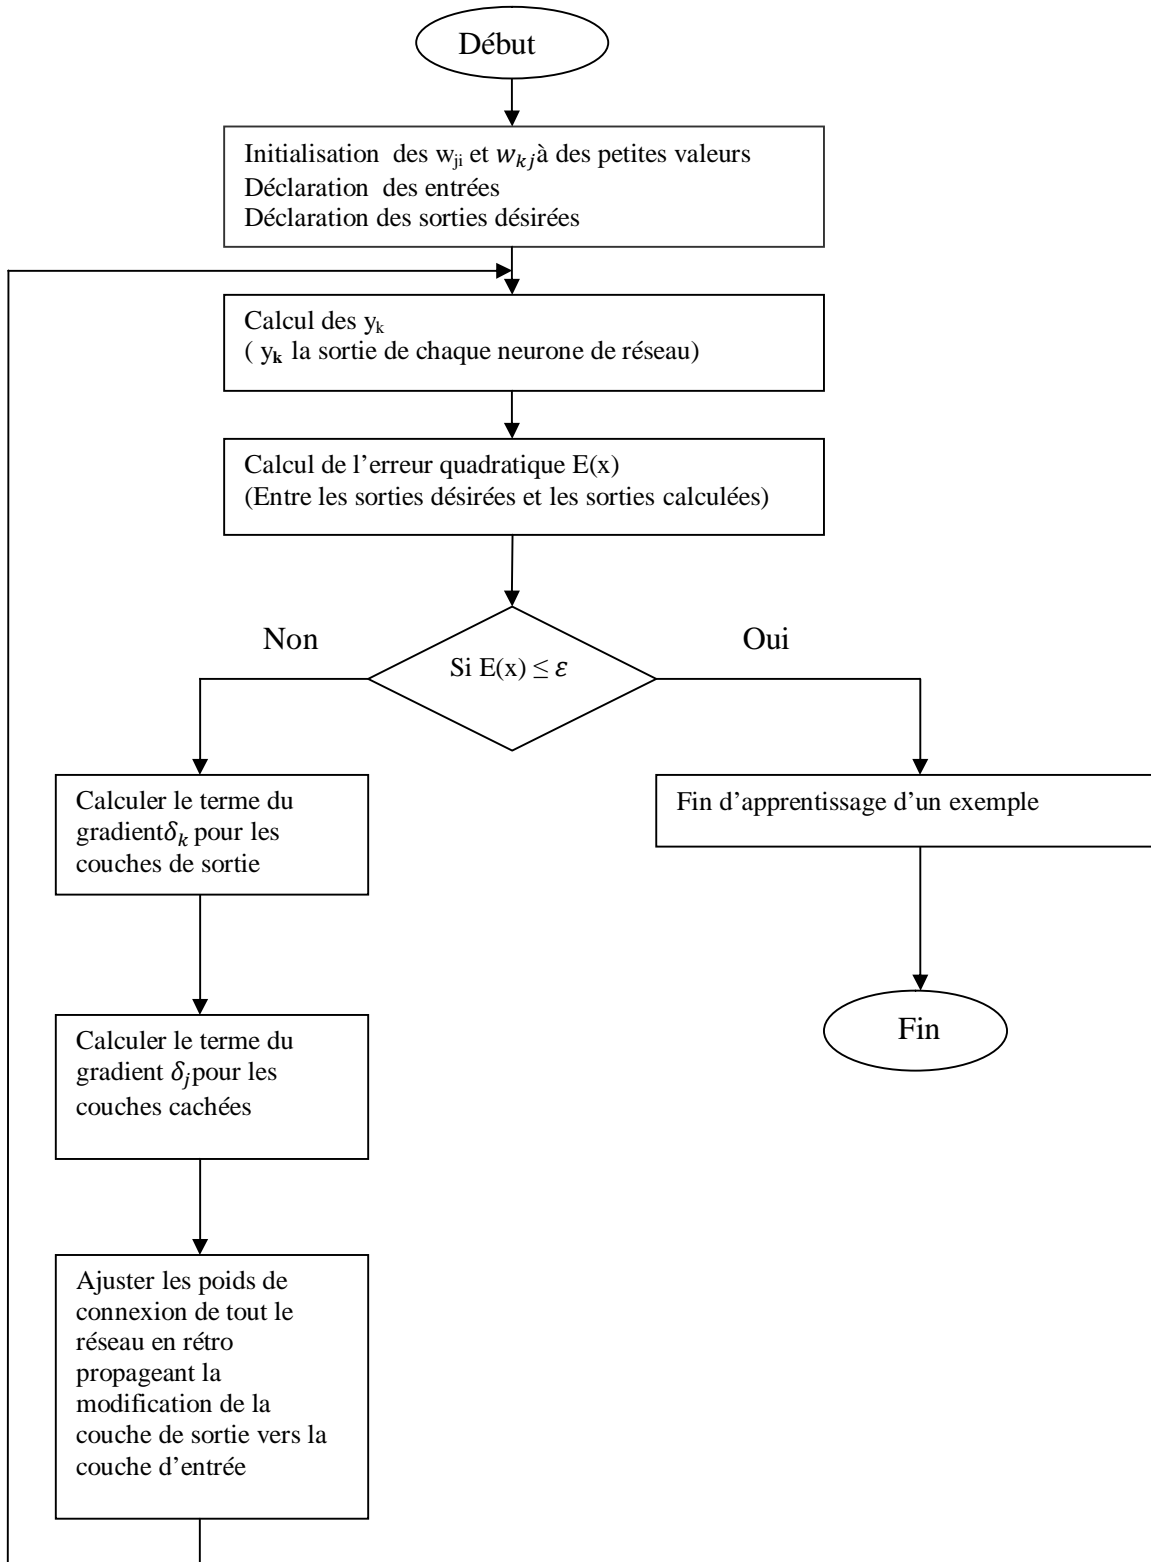 Début
Initialisation des wji et wkjà des petites valeurs
Déclaration des entrées
Déclaration des sorties désirées
Calcul des yk
( yk la sortie de chaque neurone de réseau)
Calcul de l’erreur quadratique E(x)
(Entre les sorties désirées et les sorties calculées)
Non
Oui
Si E(x) ≤ ε
Calculer le terme du
gradientδk pour les
couches de sortie
Fin d’apprentissage d’un exemple
Calculer le terme du
gradient δjpour les
couches cachées
Fin
Ajuster les poids de
connexion de tout le
réseau en rétro
propageant la
modification de la
couche de sortie vers la
couche d’entrée